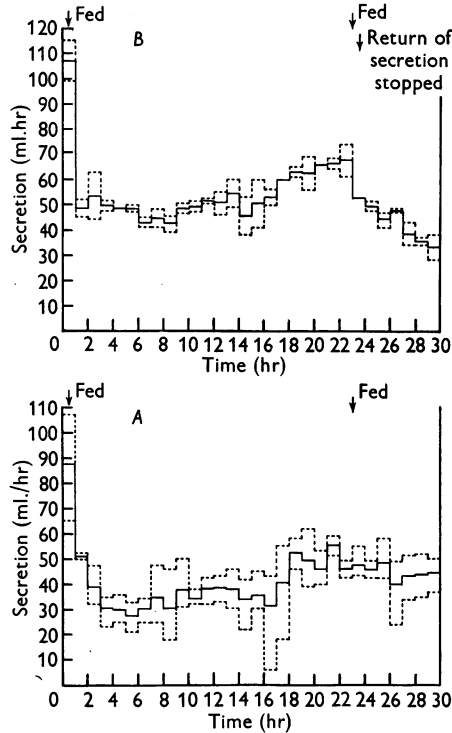 Fed
Fed
B
Return of
secretion
stopped
120
110
100
90
80
70
60
50
40
30
20
10
Secretion (ml.hr)
0 2 4 6 8 10 12 14 16 18 20 22 24 26 28 30
Time (hr)
Fed
Fed
A
110
100
90
80
70
60
50
40
30
20
10
Secretion (ml./hr)
0 2 4 6 8 10 12 14 16 18 20 22 24 26 28 30
Time (hr)